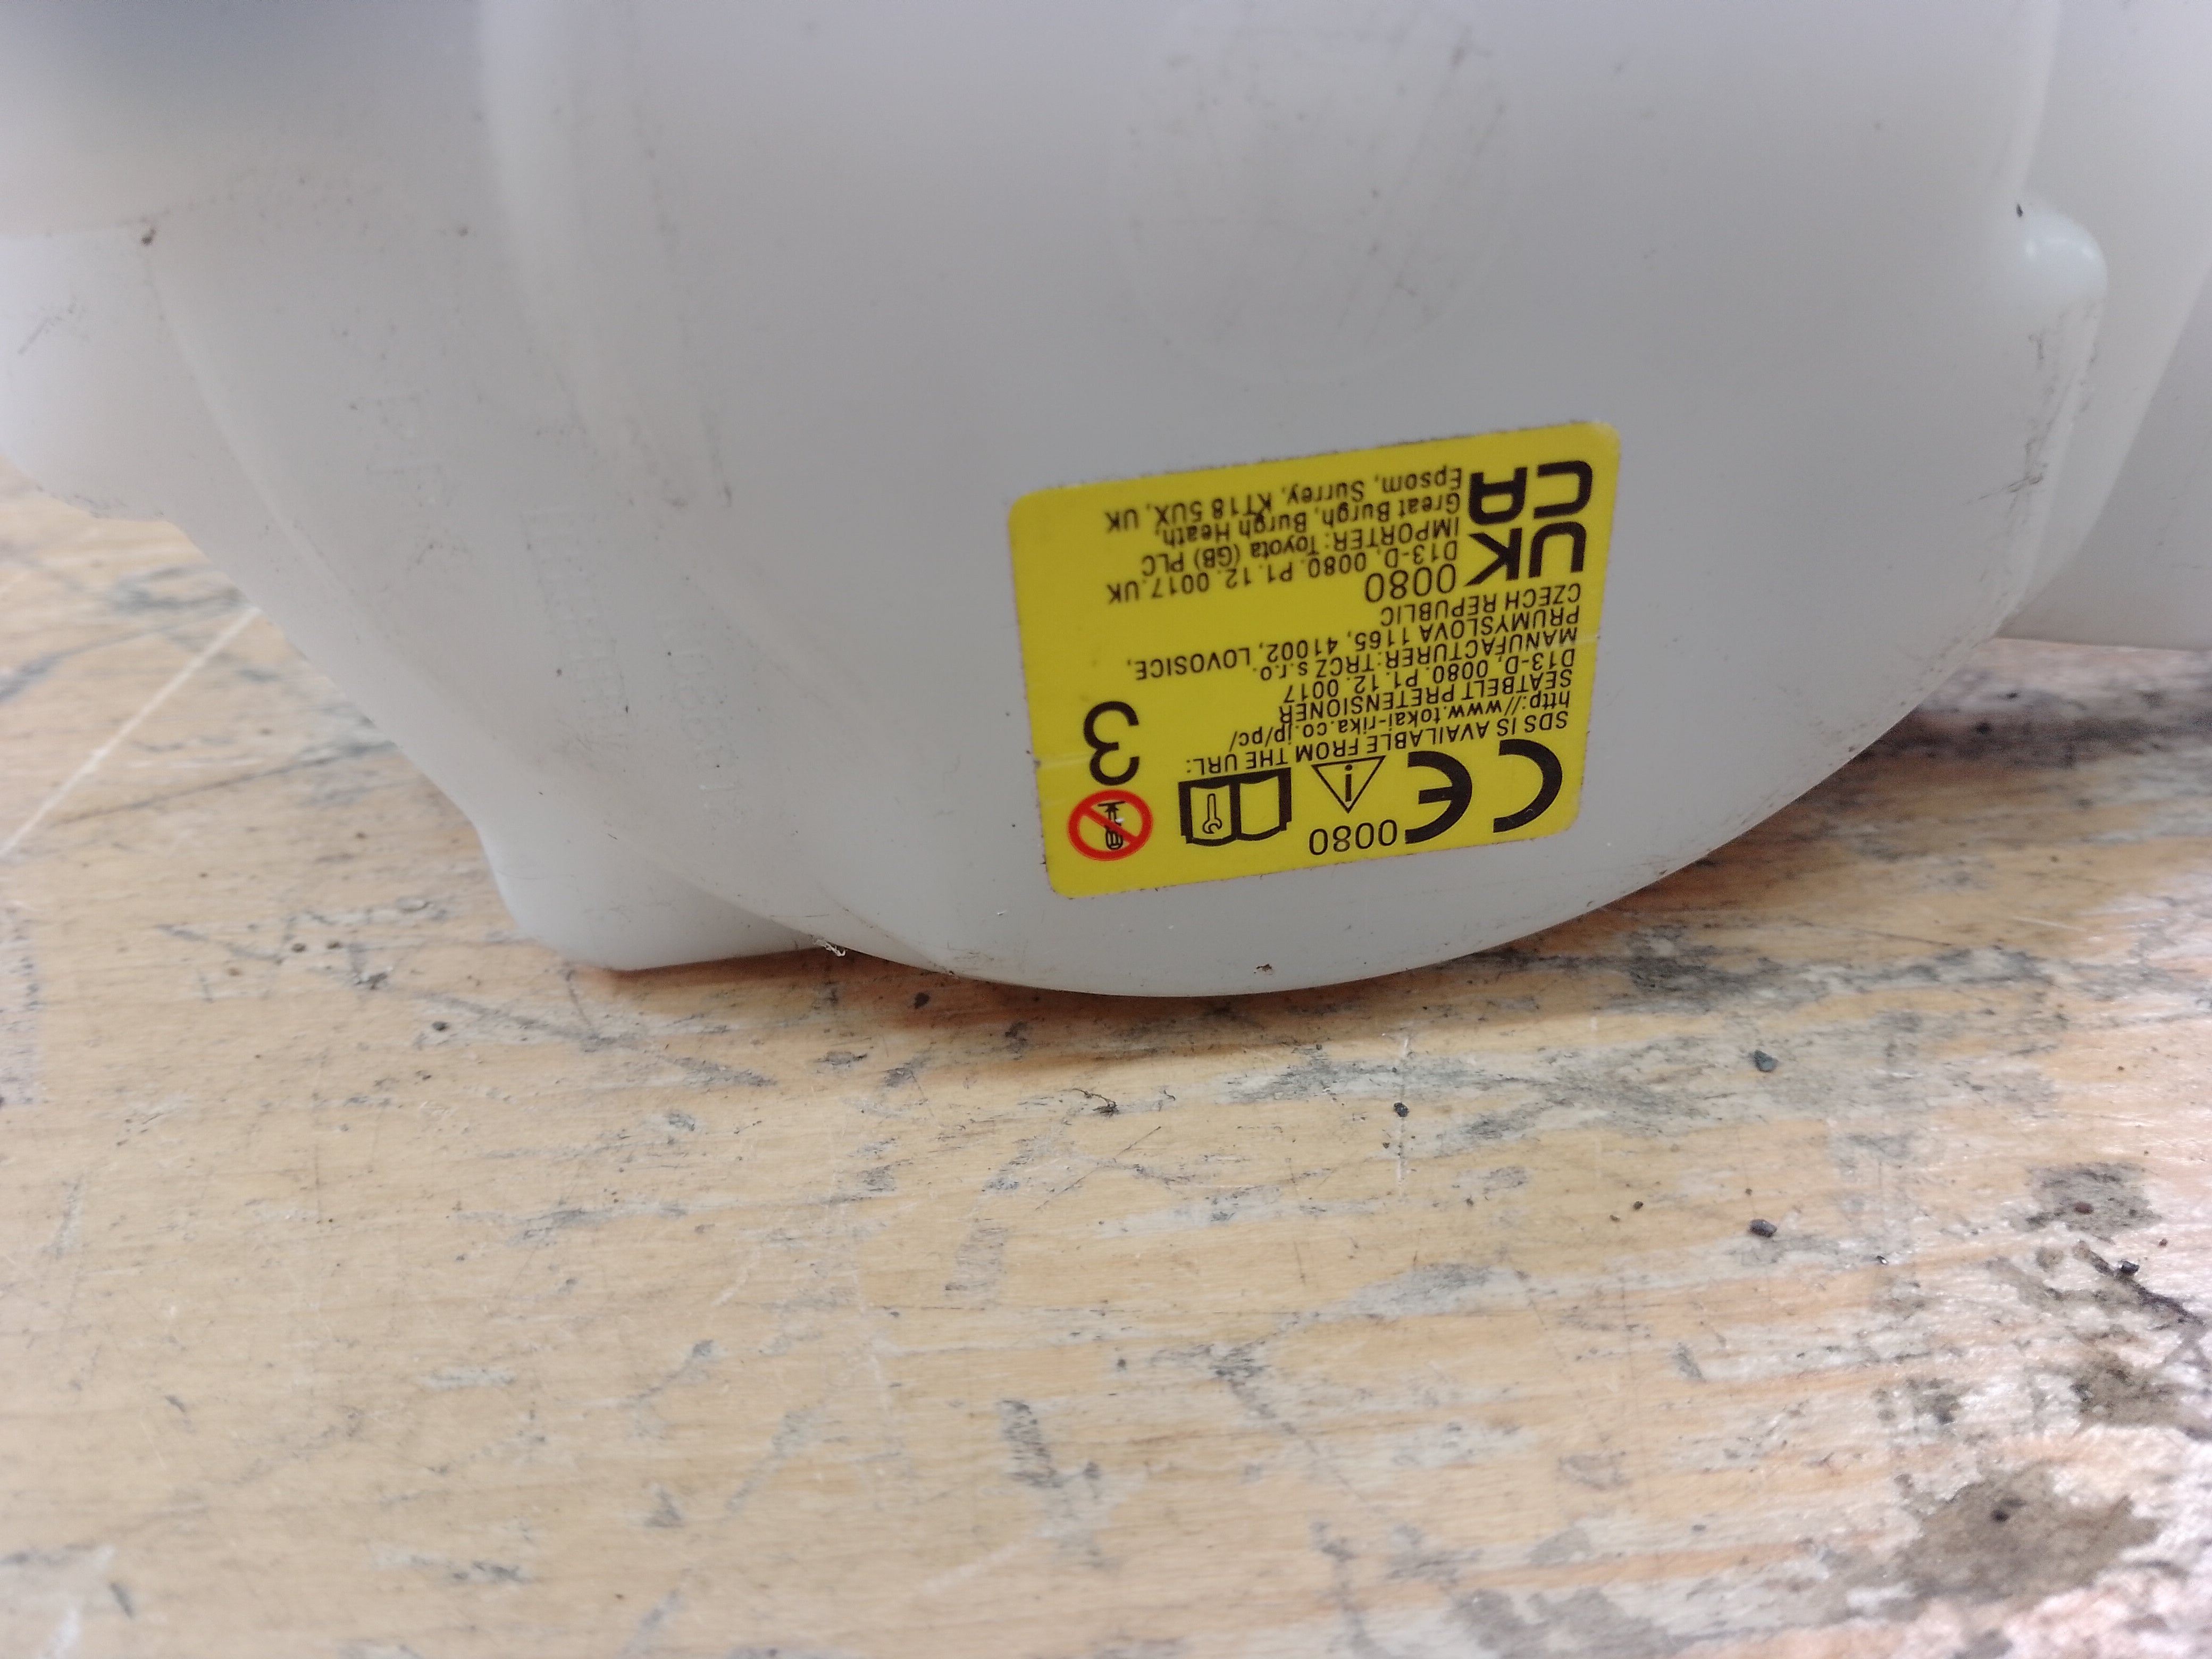 CE 0080
3
SDS IS AVAILABLE FROM THE URL:
http://www.tokai-rika.co.jp/pc/
SEATBELT PRETENSIONER
D13-D, 0080. P1. 12. 0017
MANUFACTURER: TRCZ s.r.o.
PRUMYSLOVA 1165, 41002, LOVOSICE,
CZECH REPUBLIC
UK
CA
0080
D13-D, 0080. P1. 12. 0017.UK
IMPORTER: Toyota (GB) PLC
Great Burgh, Burgh Heath,
Epsom, Surrey, KT18 5UX, UK